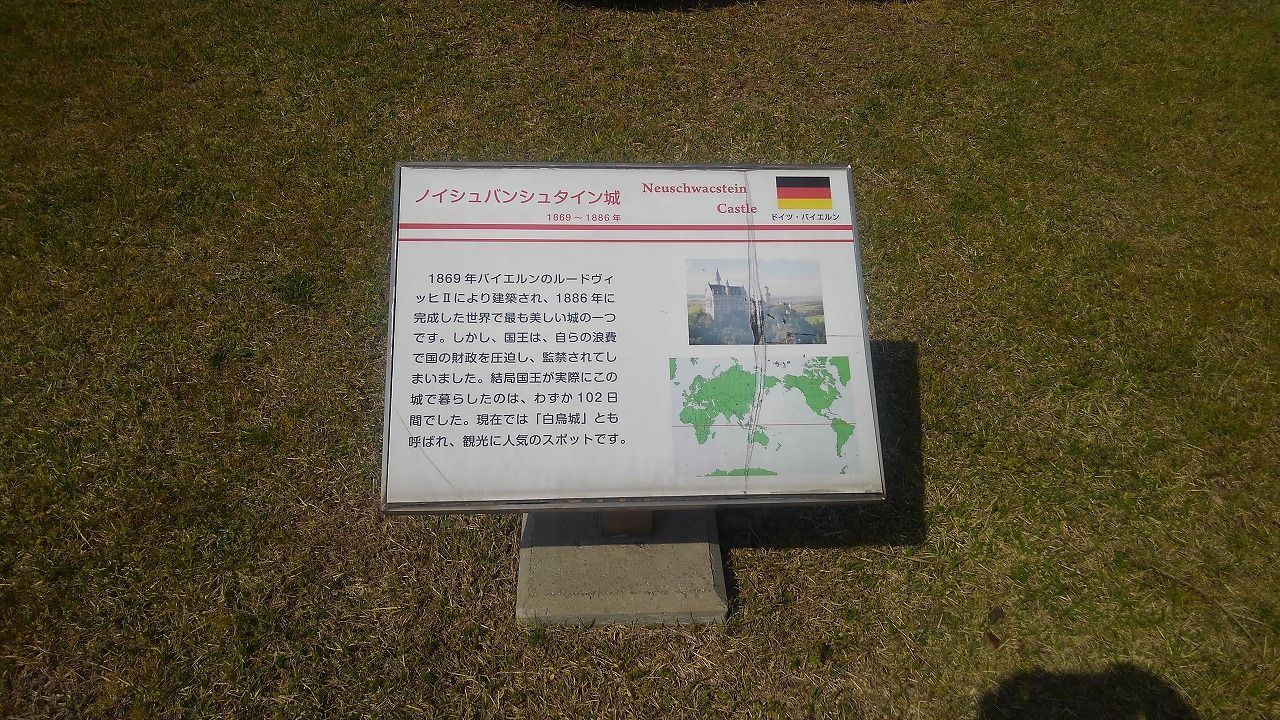 ノイシュバンシュタイン城
Neuschwacstein
Castle
1869～1886年
ドイツ・バイエルン
1869年バイエルンのルードヴィ
ッヒⅡにより建築され、1886年に
完成した世界で最も美しい城の一つ
です。しかし、国王は、自らの浪費
で国の財政を圧迫し、監禁されてし
まいました。結局国王が実際にこの
城で暮らしたのは、わずか102日
間でした。現在では「白鳥城」とも
呼ばれ、観光に人気のスポットです。